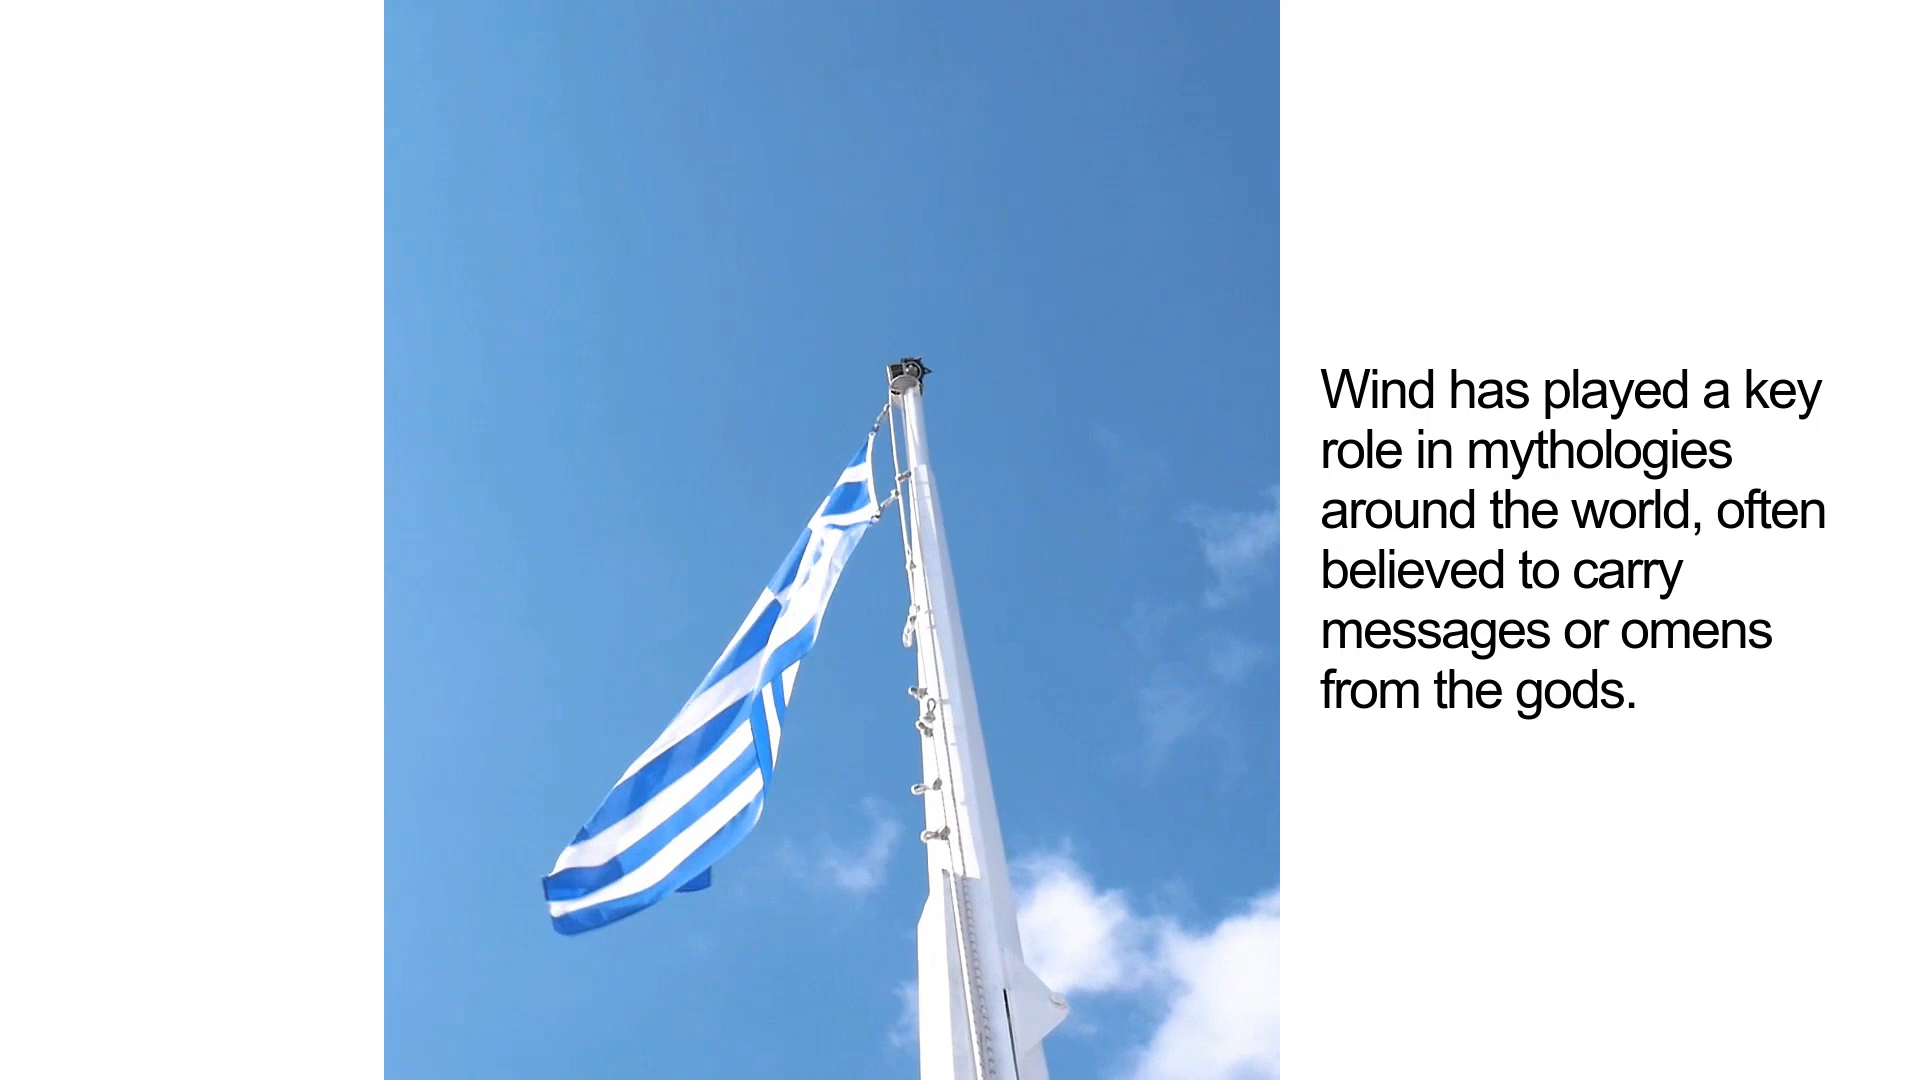 Wind has played a key
role in mythologies
around the world, often
believed to carry
messages or omens
from the gods.